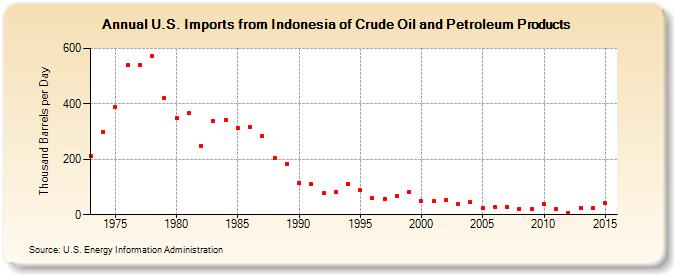 Annual U.S. Imports from Indonesia of Crude Oil and Petroleum Products
Thousand Barrels per Day
600
400
200
0
1975 1980 1985 1990 1995 2000 2005 2010 2015
Source: U.S. Energy Information Administration